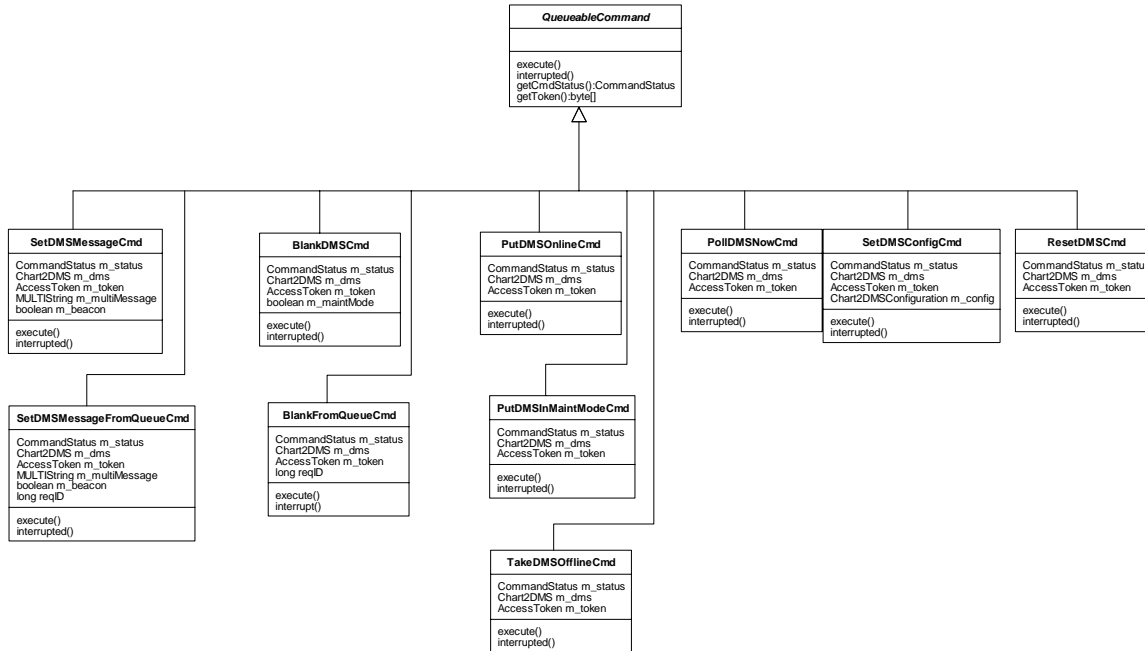 QueueableCommand
execute()
interrupted()
getCmdStatus():CommandStatus
getToken():byte[]
SetDMSMessageCmd
CommandStatus m_status
Chart2DMS m_dms
AccessToken m_token
MULTIString m_multiMessage
boolean m_beacon
execute()
interrupted()
BlankDMSCmd
CommandStatus m_status
Chart2DMS m_dms
AccessToken m_token
boolean m_maintMode
execute()
interrupted()
PutDMSOnlineCmd
CommandStatus m_status
Chart2DMS m_dms
AccessToken m_token
execute()
interrupted()
PollDMSNowCmd
CommandStatus m_status
Chart2DMS m_dms
AccessToken m_token
execute()
interrupted()
SetDMSConfigCmd
CommandStatus m_status
Chart2DMS m_dms
AccessToken m_token
Chart2DMSConfiguration m_config
execute()
interrupted()
ResetDMSCmd
CommandStatus m_status
Chart2DMS m_dms
AccessToken m_token
execute()
interrupted()
SetDMSMessageFromQueueCmd
CommandStatus m_status
Chart2DMS m_dms
AccessToken m_token
MULTIString m_multiMessage
boolean m_beacon
long reqID
execute()
interrupted()
BlankFromQueueCmd
CommandStatus m_status
Chart2DMS m_dms
AccessToken m_token
long reqID
execute()
interrupt()
PutDMSInMaintModeCmd
CommandStatus m_status
Chart2DMS m_dms
AccessToken m_token
execute()
interrupted()
TakeDMSOfflineCmd
CommandStatus m_status
Chart2DMS m_dms
AccessToken m_token
execute()
interrupted()